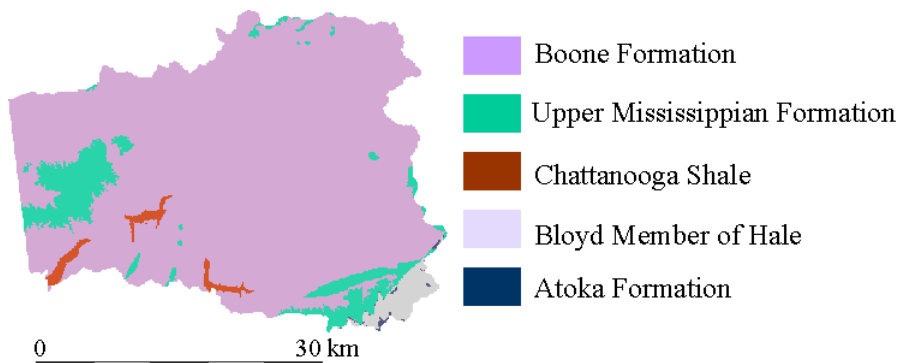 Boone Formation
Upper Mississippian Formation
Chattanooga Shale
Bloyd Member of Hale
Atoka Formation
0 30 km